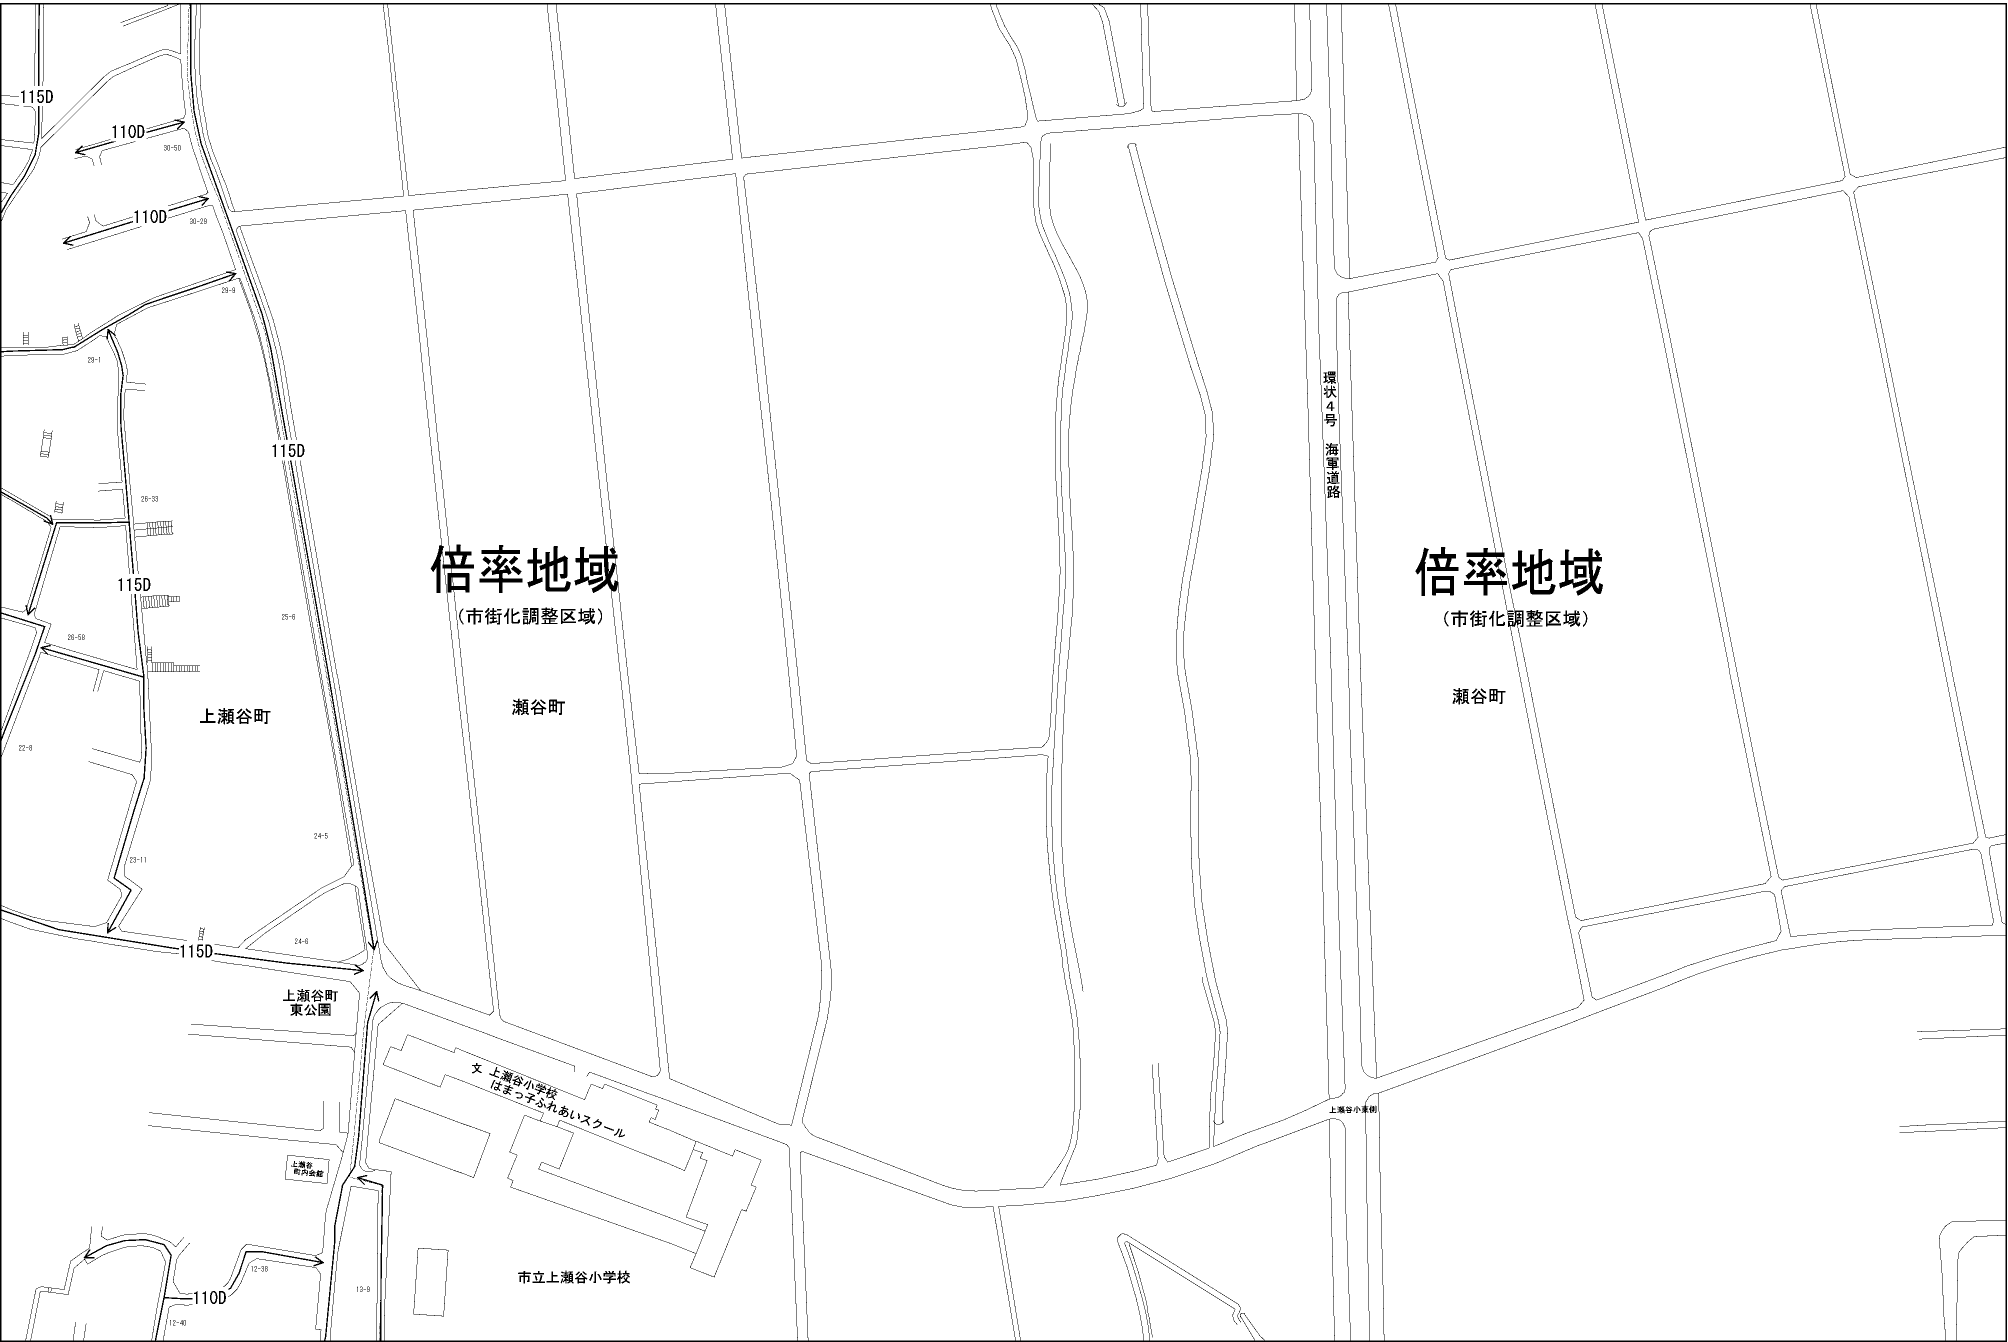 115D
110D
30-50
110D
30-29
29-9
29-1
環状4号 海軍道路
115D
26-33
倍率地域
(市街化調整区域)
倍率地域
(市街化調整区域)
115D
25-6
26-58
瀬谷町
瀬谷町
上瀬谷町
22-8
24-5
23-11
24-6
115D
上瀬谷町
東公園
文 上瀬谷小学校
はまっ子ふれあいスクール
上瀬谷小東側
上瀬谷
町内会館
12-38
市立上瀬谷小学校
13-9
110D
12-40